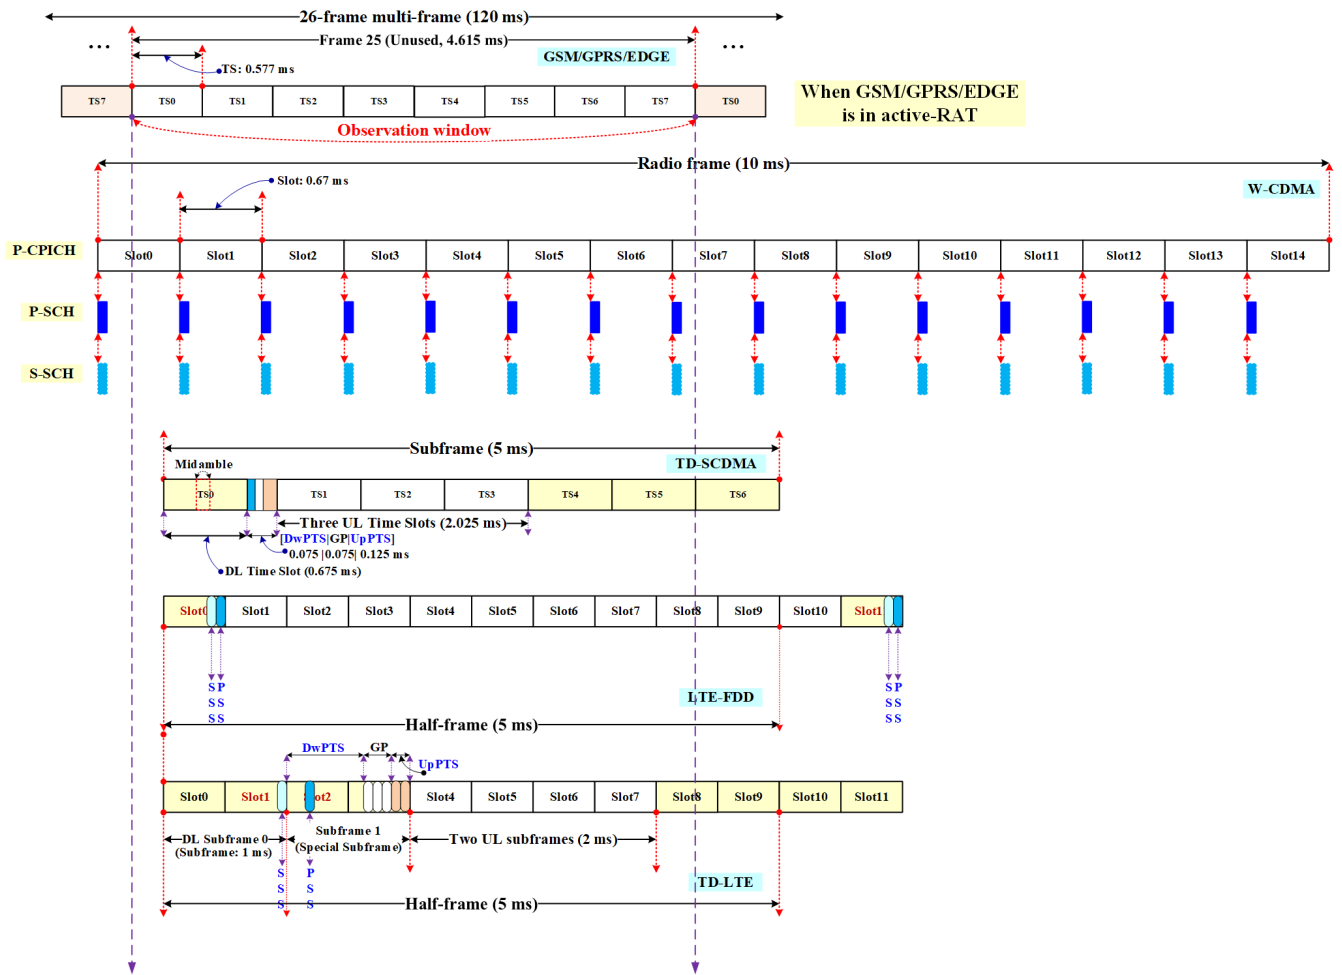 26-frame multi-frame (120 ms)
... Frame 25 (Unused, 4.615 ms) ...
GSM/GPRS/EDGE
TS: 0.577 ms
TS7 TS0 TS1 TS2 TS3 TS4 TS5 TS6 TS7 TS0
When GSM/GPRS/EDGE
is in active-RAT
Observation window
Radio frame (10 ms)
Slot: 0.67 ms
W-CDMA
P-CPICH
Slot0 Slot1 Slot2 Slot3 Slot4 Slot5 Slot6 Slot7 Slot8 Slot9 Slot10 Slot11 Slot12 Slot13 Slot14
P-SCH
S-SCH
Subframe (5 ms)
TD-SCDMA
Midamble
TS0 TS1 TS2 TS3 TS4 TS5 TS6
Three UL Time Slots (2.025 ms)
[DwPTS|GP|UpPTS]
0.075 |0.075| 0.125 ms
DL Time Slot (0.675 ms)
Slot0 Slot1 Slot2 Slot3 Slot4 Slot5 Slot6 Slot7 Slot8 Slot9 Slot10 Slot1
SSS PSS SSS PSS
LTE-FDD
Half-frame (5 ms)
DwPTS GP
UpPTS
Slot0 Slot1 Slot2 Slot4 Slot5 Slot6 Slot7 Slot8 Slot9 Slot10 Slot11
DL Subframe 0
(Subframe: 1 ms)
Subframe 1
(Special Subframe)
Two UL subframes (2 ms)
SSS PSS
TD-LTE
Half-frame (5 ms)